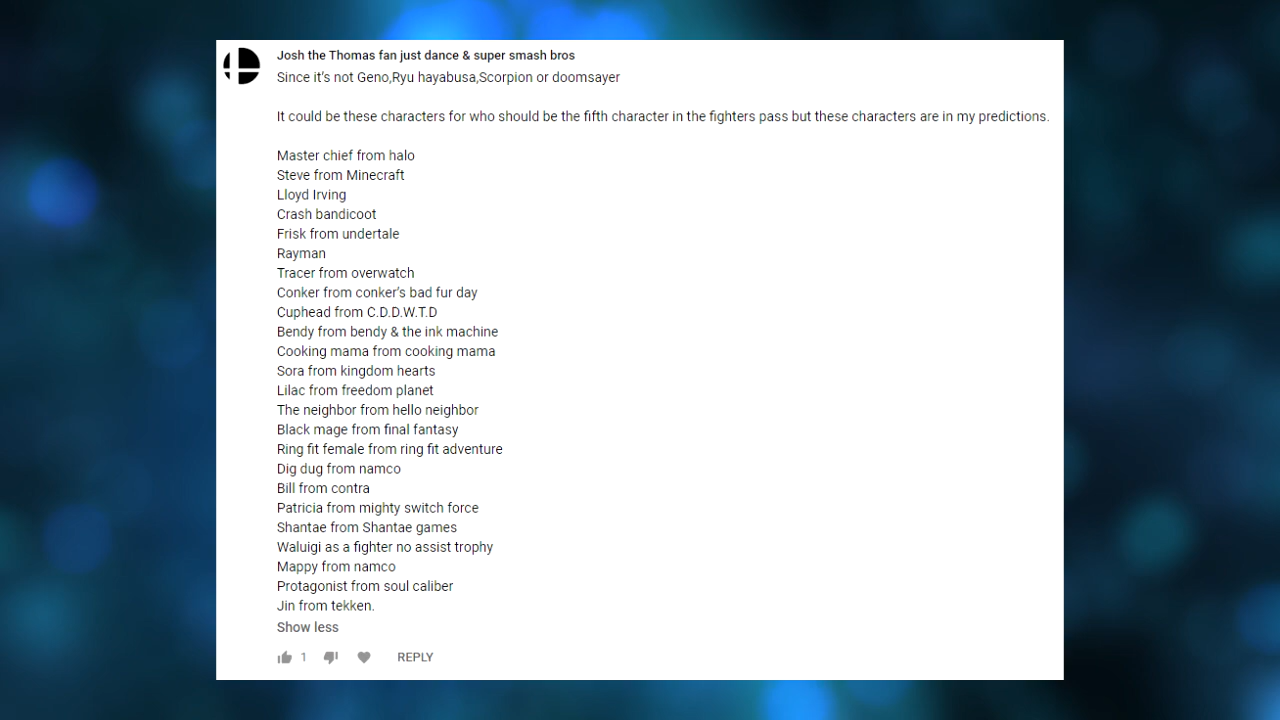 Josh the Thomas fan just dance & super smash bros
Since it's not Geno,Ryu hayabusa,Scorpion or doomsayer
It could be these characters for who should be the fifth character in the fighters pass but these characters are in my predictions.
Master chief from halo
Steve from Minecraft
Lloyd Irving
Crash bandicoot
Frisk from undertale
Rayman
Tracer from overwatch
Conker from conker's bad fur day
Cuphead from C.D.D.W.T.D
Bendy from bendy & the ink machine
Cooking mama from cooking mama
Sora from kingdom hearts
Lilac from freedom planet
The neighbor from hello neighbor
Black mage from final fantasy
Ring fit female from ring fit adventure
Dig dug from namco
Bill from contra
Patricia from mighty switch force
Shantae from Shantae games
Waluigi as a fighter no assist trophy
Mappy from namco
Protagonist from soul caliber
Jin from tekken.
Show less
1 REPLY